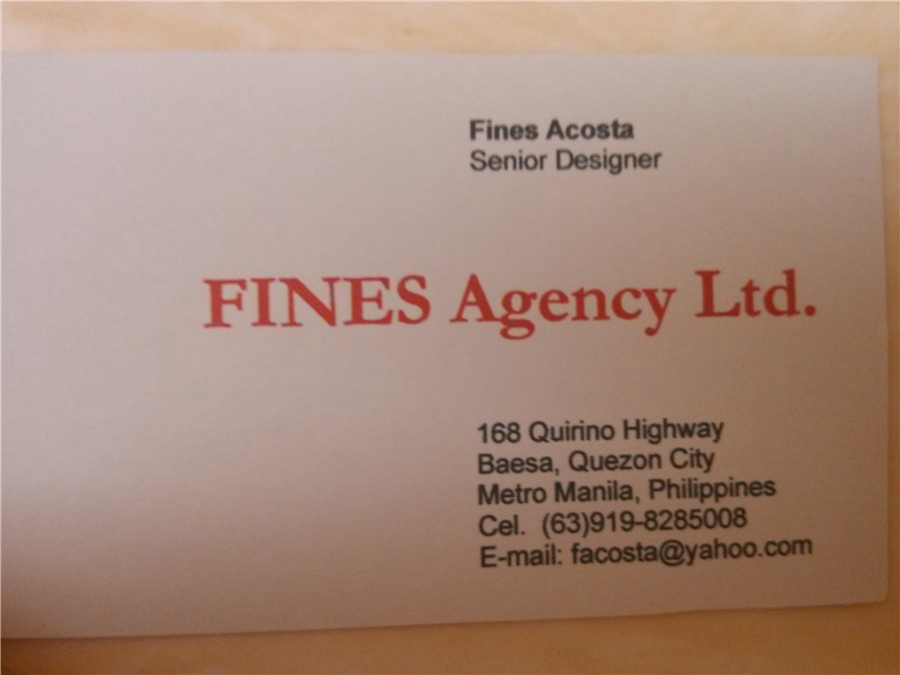 Fines Acosta
Senior Designer
FINES Agency Ltd.
168 Quirino Highway
Baesa, Quezon City
Metro Manila, Philippines
Cel. (63)919-8285008
E-mail: facosta@yahoo.com